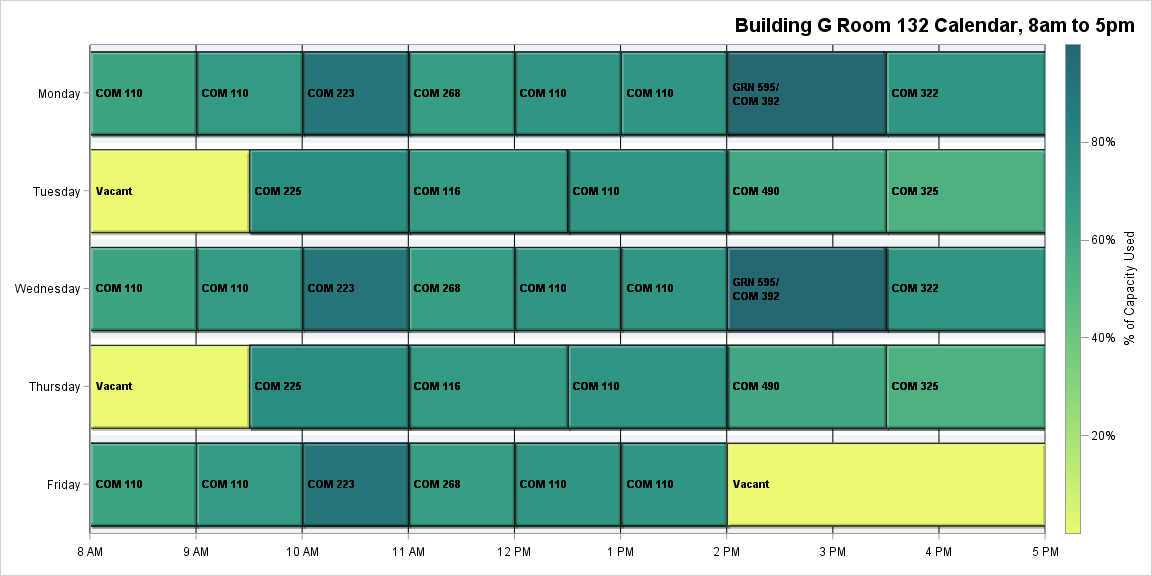 Building G Room 132 Calendar, 8am to 5pm
Monday
COM 110
COM 110
COM 223
COM 268
COM 110
COM 110
GRN 595/
COM 392
COM 322
Tuesday
Vacant
COM 225
COM 116
COM 110
COM 490
COM 325
Wednesday
COM 110
COM 110
COM 223
COM 268
COM 110
COM 110
GRN 595/
COM 392
COM 322
Thursday
Vacant
COM 225
COM 116
COM 110
COM 490
COM 325
Friday
COM 110
COM 110
COM 223
COM 268
COM 110
COM 110
Vacant
8 AM
9 AM
10 AM
11 AM
12 PM
1 PM
2 PM
3 PM
4 PM
5 PM
80%
60%
40%
20%
% of Capacity Used